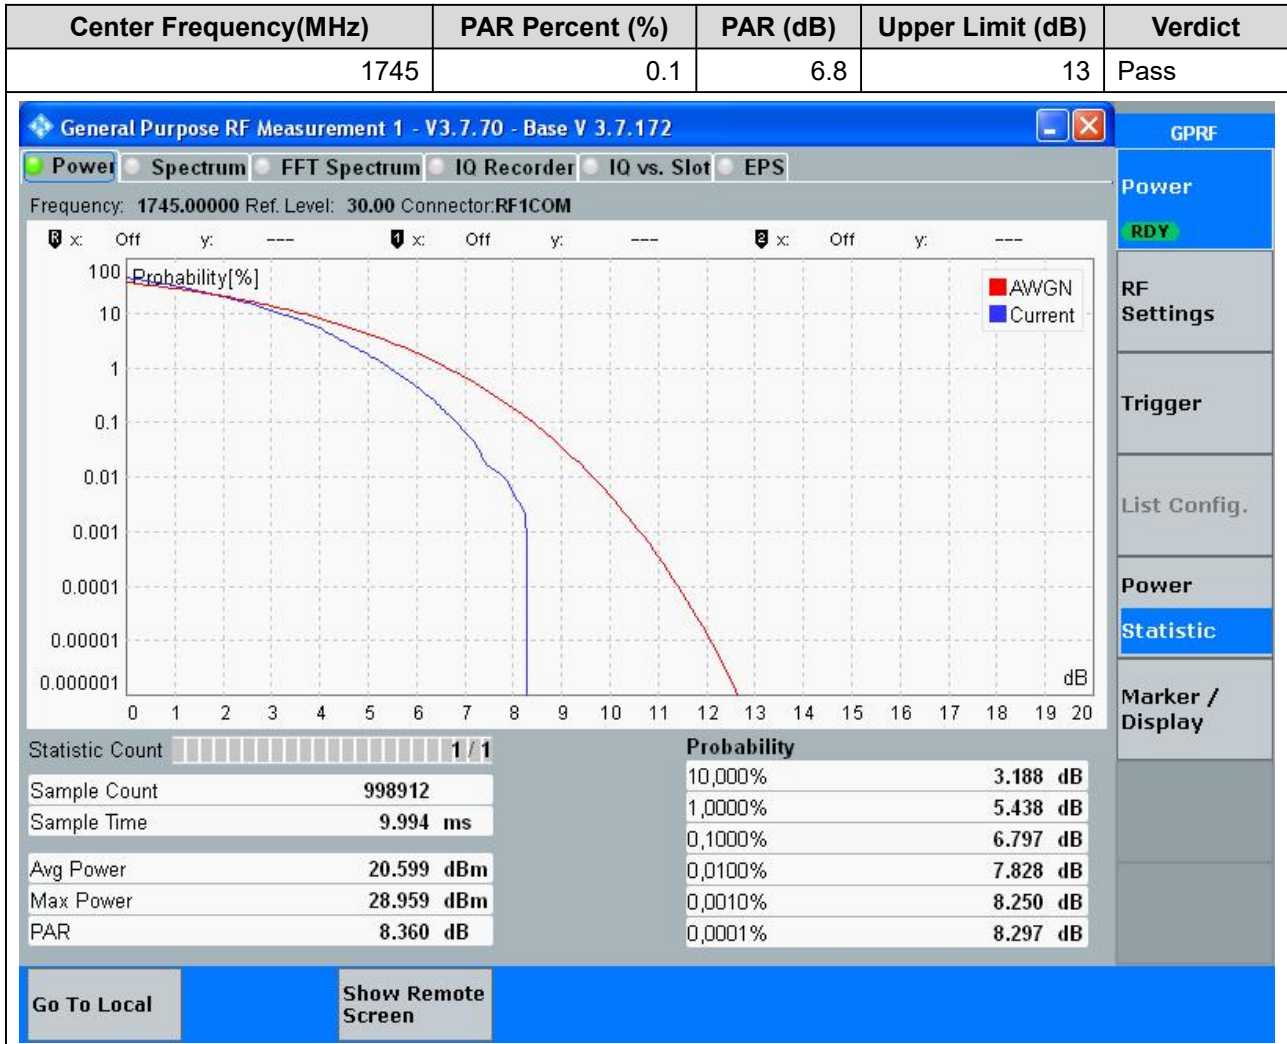 Center Frequency(MHz) PAR Percent (%) PAR (dB) Upper Limit (dB) Verdict
1745 0.1 6.8 13 Pass
General Purpose RF Measurement 1 - V3.7.70 - Base V 3.7.172
GPRF
Power Spectrum FFT Spectrum IQ Recorder IQ vs. Slot EPS
Power
RDY
Frequency: 1745.00000 Ref. Level: 30.00 Connector:RF1COM
R x: Off y: --- 1 x: Off y: --- 2 x: Off y: ---
Probability[%]
AWGN
Current
100
10
1
0.1
0.01
0.001
0.0001
0.00001
0.000001
dB
0 1 2 3 4 5 6 7 8 9 10 11 12 13 14 15 16 17 18 19 20
RF
Settings
Trigger
List Config.
Power
Statistic
Marker /
Display
Statistic Count 1 / 1
Sample Count 998912
Sample Time 9.994 ms
Avg Power 20.599 dBm
Max Power 28.959 dBm
PAR 8.360 dB
Probability
10,000% 3.188 dB
1,0000% 5.438 dB
0,1000% 6.797 dB
0,0100% 7.828 dB
0,0010% 8.250 dB
0,0001% 8.297 dB
Go To Local
Show Remote
Screen